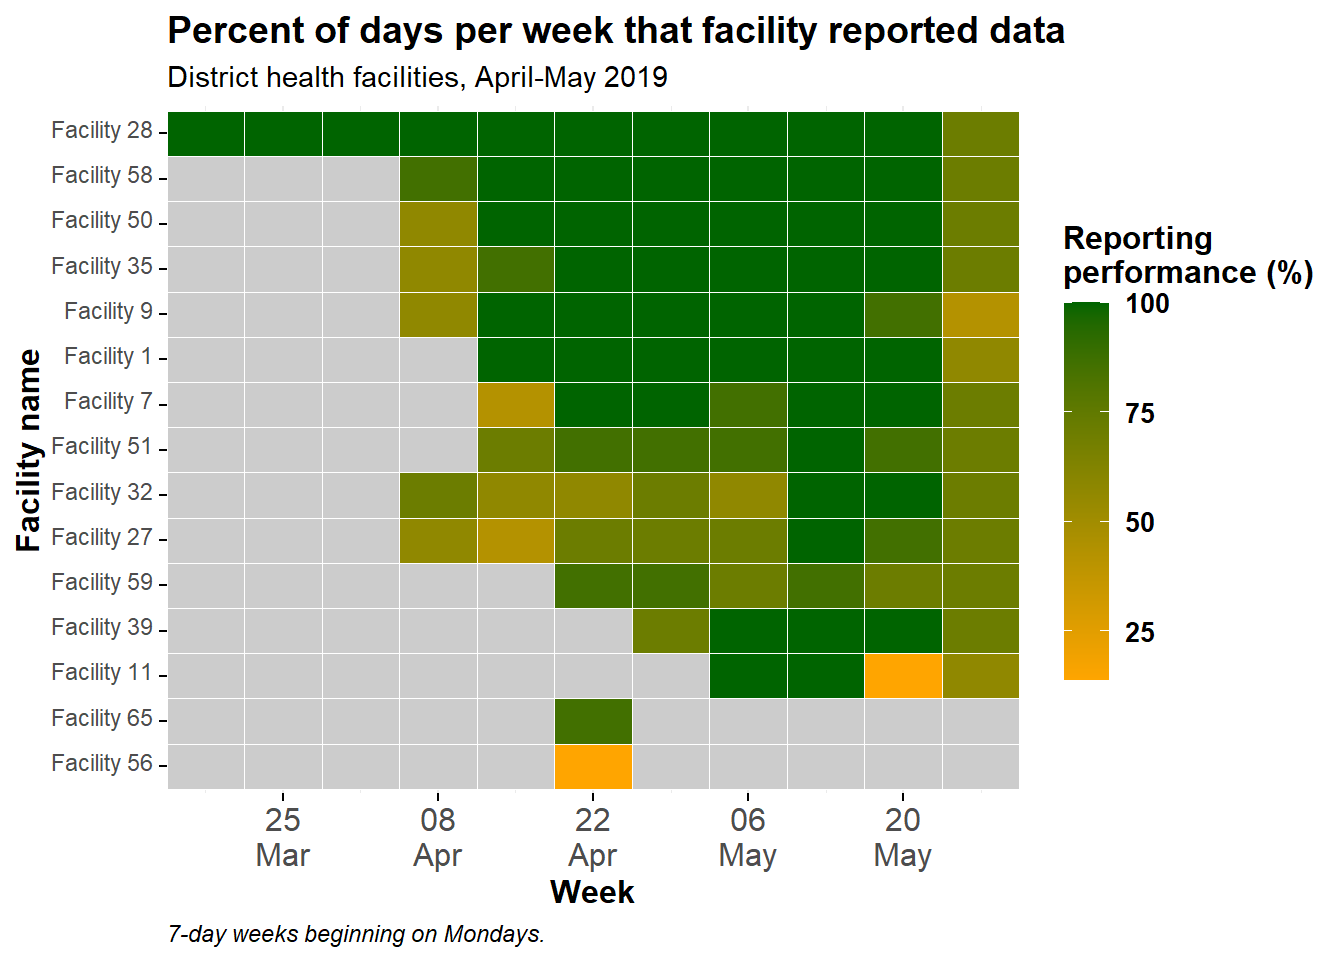 Percent of days per week that facility reported data
District health facilities, April-May 2019
Facility name
Facility 28
Facility 58
Facility 50
Facility 35
Facility 9
Facility 1
Facility 7
Facility 51
Facility 32
Facility 27
Facility 59
Facility 39
Facility 11
Facility 65
Facility 56
25
Mar
08
Apr
22
Apr
06
May
20
May
Week
7-day weeks beginning on Mondays.
Reporting
performance (%)
100
75
50
25